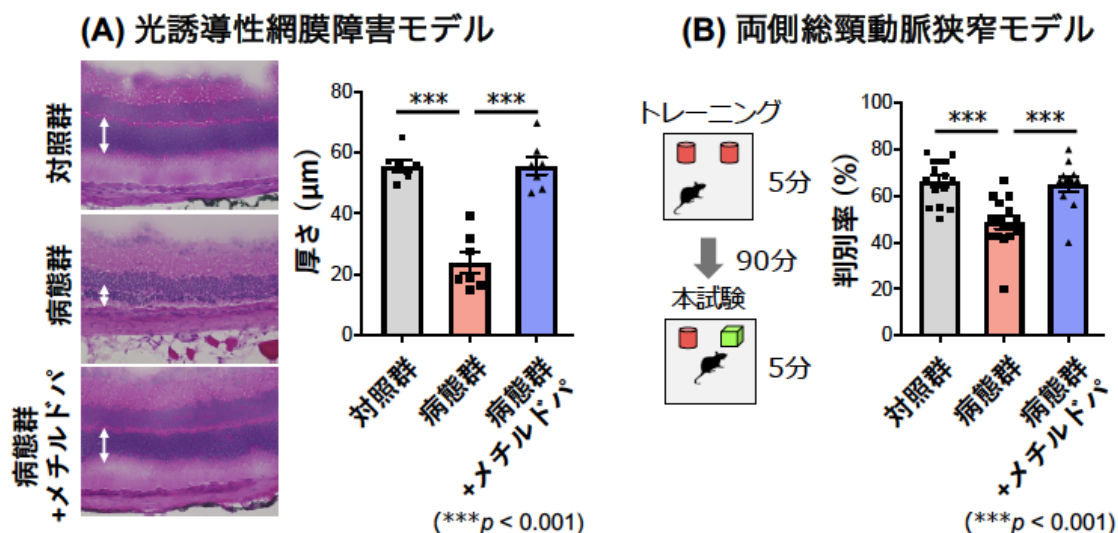 (A) 光誘導性網膜障害モデル
対照群
病態群
病態群
+メチルドパ
厚さ (μm)
80
60
40
20
0
***
***
対照群
病態群
病態群
+メチルドパ
(***p < 0.001)
(B) 両側総頸動脈狭窄モデル
トレーニング
5分
90分
本試験
5分
判別率 (%)
100
80
60
40
20
0
***
***
対照群
病態群
病態群
+メチルドパ
(***p < 0.001)